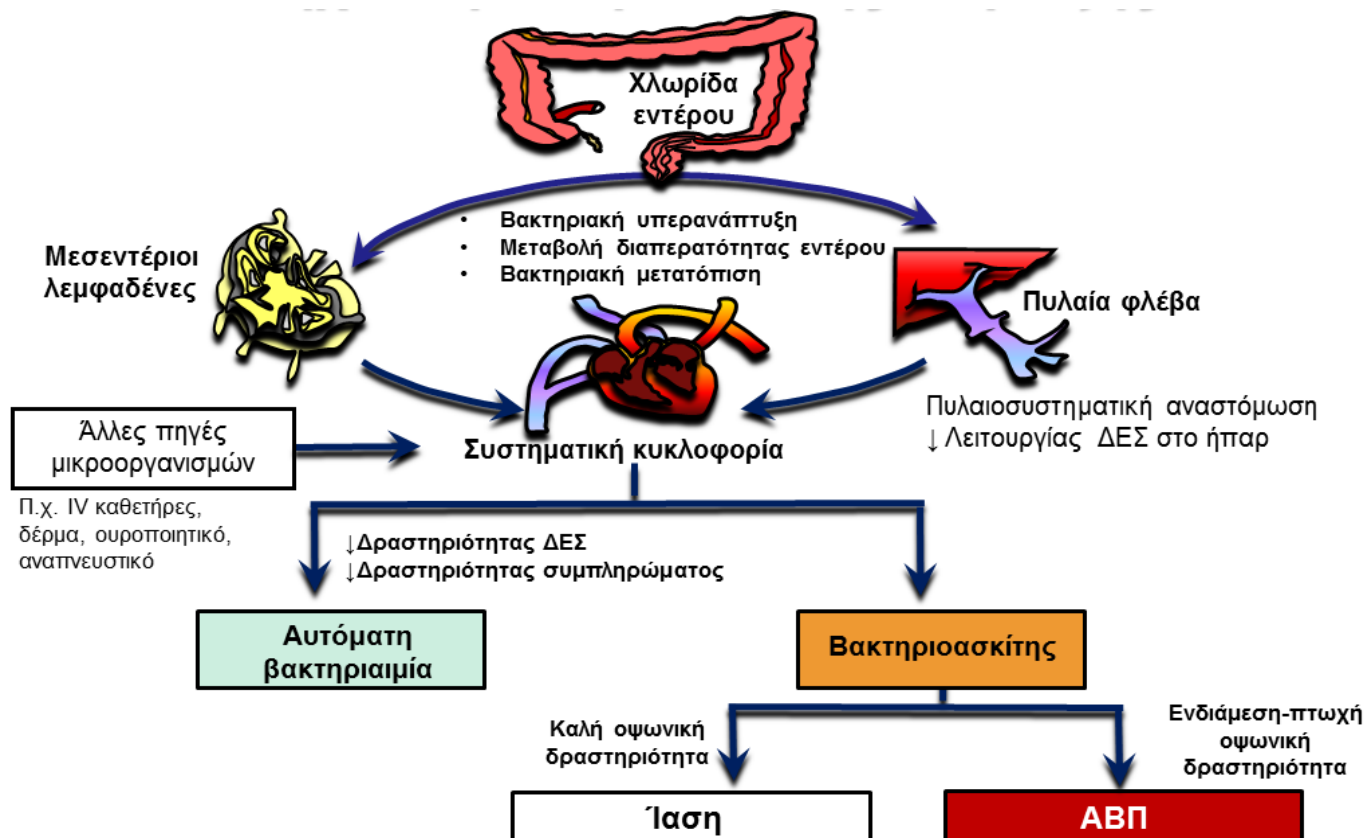 Χλωρίδα
εντέρου
• Βακτηριακή υπερανάπτυξη
• Μεταβολή διαπερατότητας εντέρου
• Βακτηριακή μετατόπιση
Μεσεντέριοι
λεμφαδένες
Πυλαία φλέβα
Πυλαιοσυστηματική αναστόμωση
↓ Λειτουργίας ΔΕΣ στο ήπαρ
Άλλες πηγές
μικροοργανισμών
Συστηματική κυκλοφορία
Π.χ. IV καθετήρες,
δέρμα, ουροποιητικό,
αναπνευστικό
↓Δραστηριότητας ΔΕΣ
↓Δραστηριότητας συμπληρώματος
Αυτόματη
βακτηριαιμία
Βακτηριοασκίτης
Καλή οψωνική
δραστηριότητα
Ενδιάμεση-πτωχή
οψωνική
δραστηριότητα
Ίαση
ΑΒΠ